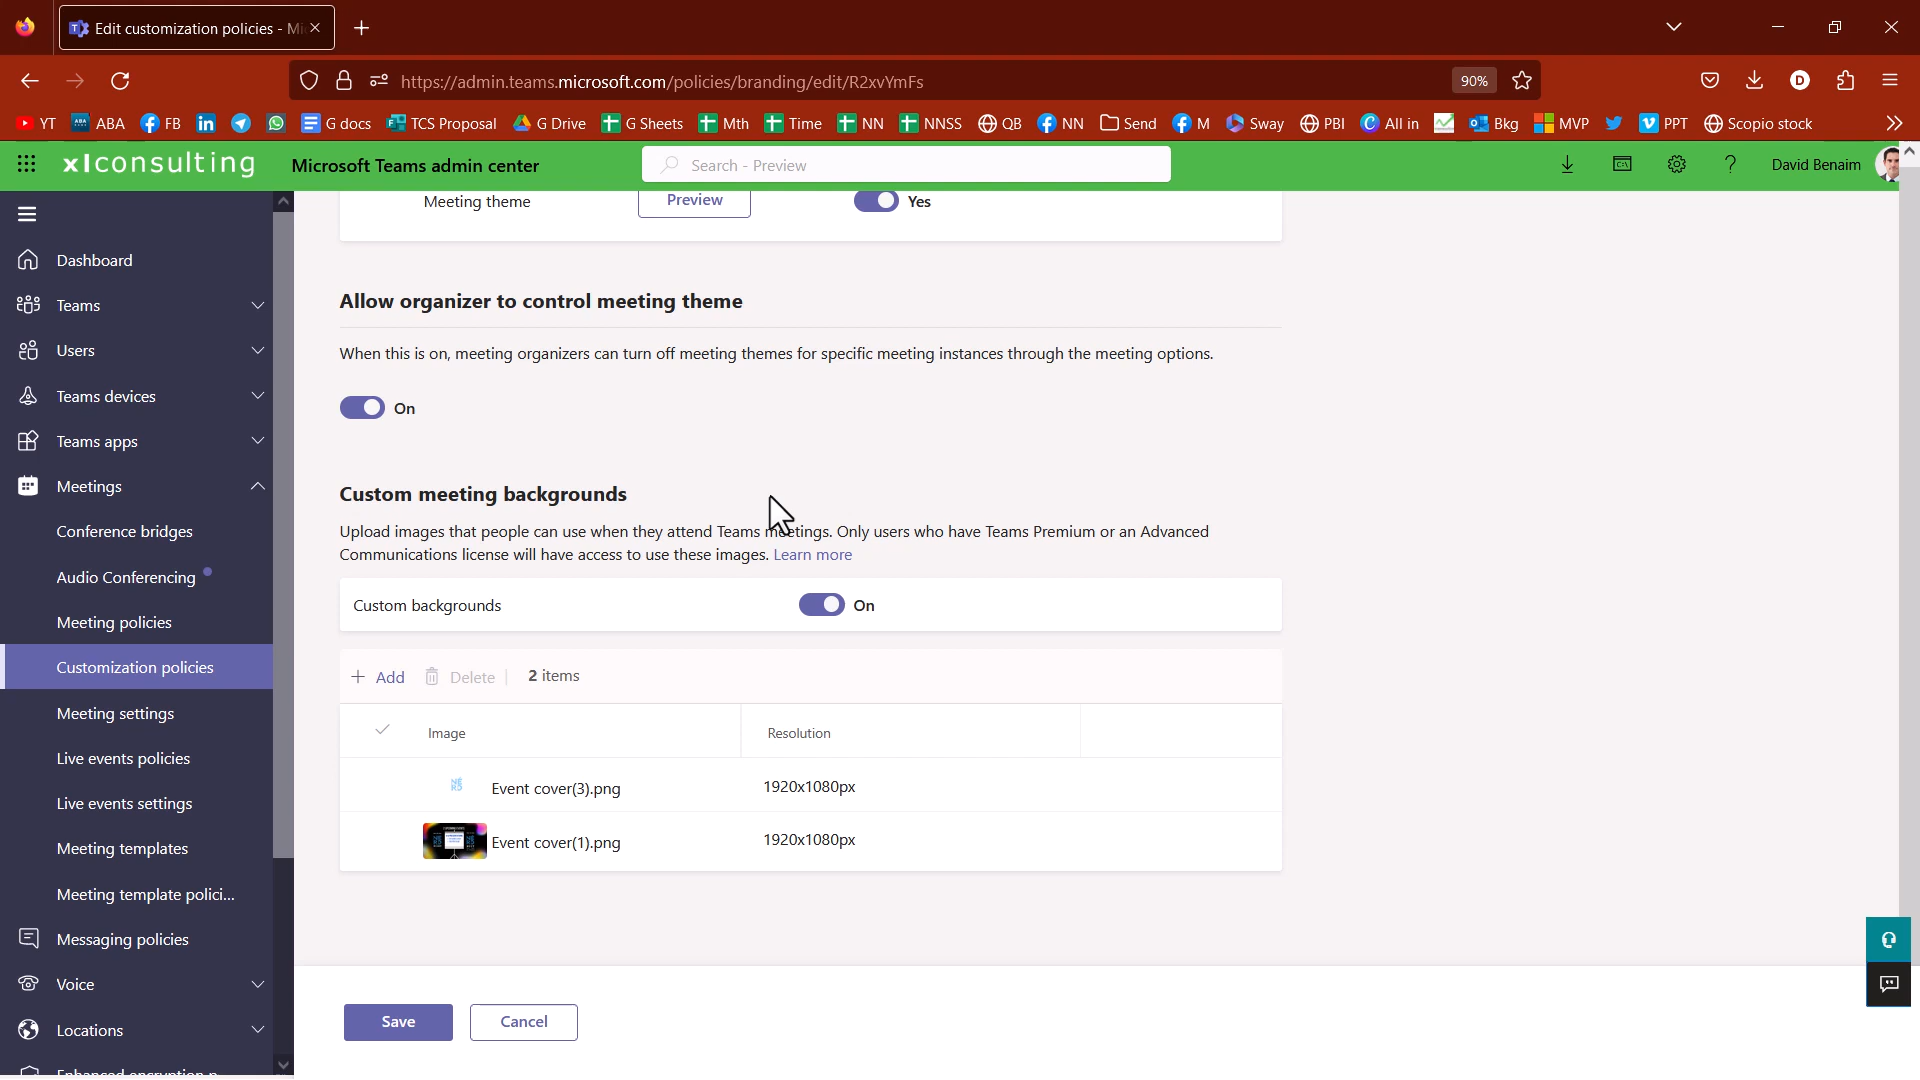 Edit customization policies - Mi
https://admin.teams.microsoft.com/policies/branding/edit/R2xvYmFs
90%
YT ABA FB G docs TCS Proposal G Drive G Sheets Mth Time NN NNSS QB NN Send M Sway PBI All in Bkg MVP PPT Scopio stock
xlconsulting
Microsoft Teams admin center
Search - Preview
David Benaim
Dashboard
Teams
Users
Teams devices
Teams apps
Meetings
Conference bridges
Audio Conferencing
Meeting policies
Customization policies
Meeting settings
Live events policies
Live events settings
Meeting templates
Meeting template polici...
Messaging policies
Voice
Locations
Enhanced encryption p
Meeting theme
Preview
Yes
Allow organizer to control meeting theme
When this is on, meeting organizers can turn off meeting themes for specific meeting instances through the meeting options.
On
Custom meeting backgrounds
Upload images that people can use when they attend Teams meetings. Only users who have Teams Premium or an Advanced
Communications license will have access to use these images. Learn more
Custom backgrounds
On
Add Delete 2 items
Image Resolution
Event cover(3).png 1920x1080px
Event cover(1).png 1920x1080px
Save Cancel